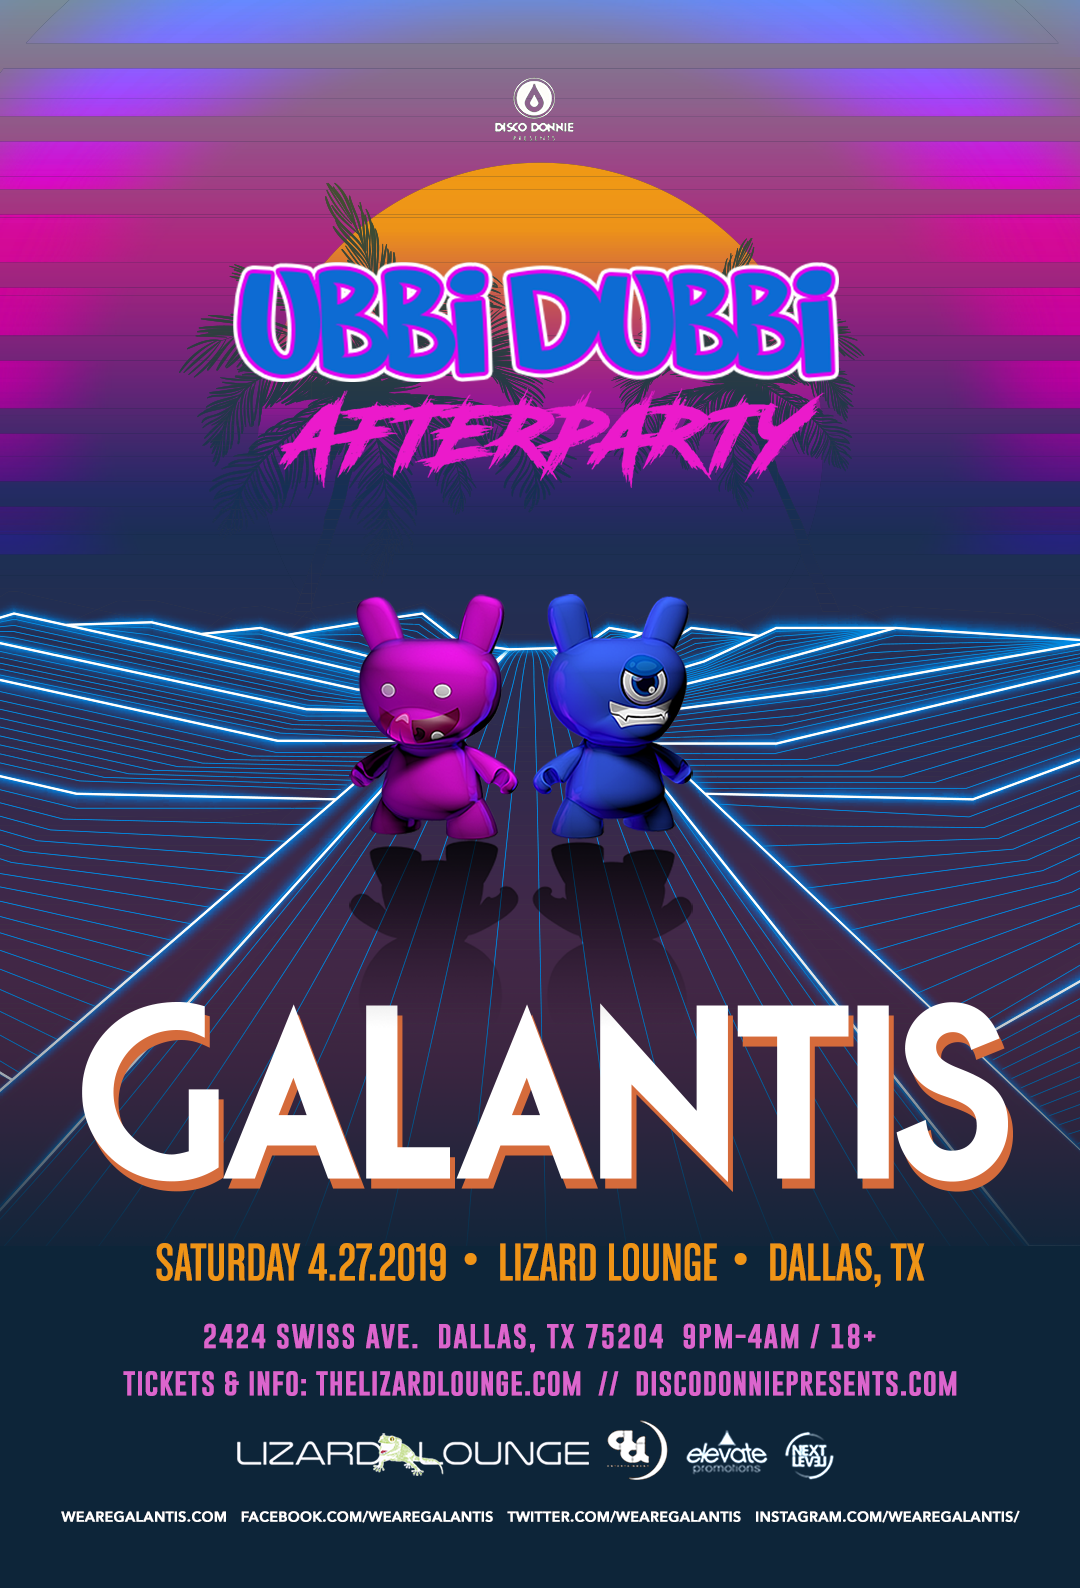 DISCO DONNIE
PRESENTS
UBBi DUBBi
AFTERPARTY
GALANTIS
SATURDAY 4.27.2019 • LIZARD LOUNGE • DALLAS, TX
2424 SWISS AVE. DALLAS, TX 75204 9PM-4AM / 18+
TICKETS & INFO: THELIZARDLOUNGE.COM // DISCODONNIEPRESENTS.COM
LIZARD LOUNGE
elevate
promotions
NEXT
LEVEL
WEAREGALANTIS.COM FACEBOOK.COM/WEAREGALANTIS TWITTER.COM/WEAREGALANTIS INSTAGRAM.COM/WEAREGALANTIS/